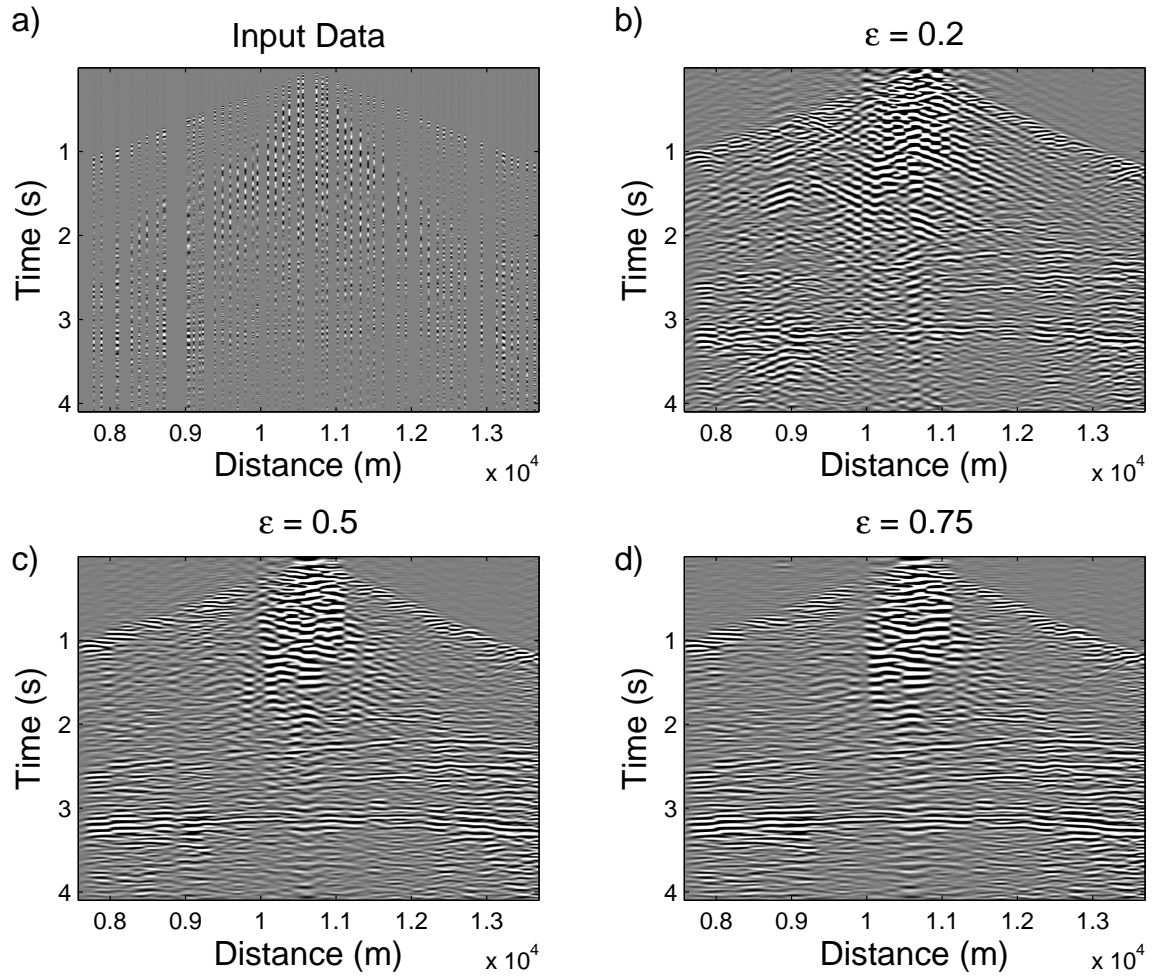 a)
Input Data
Time (s)
1
2
3
4
0.8 0.9 1 1.1 1.2 1.3
Distance (m)
x 10^4
b)
ε = 0.2
Time (s)
1
2
3
4
0.8 0.9 1 1.1 1.2 1.3
Distance (m)
x 10^4
c)
ε = 0.5
Time (s)
1
2
3
4
0.8 0.9 1 1.1 1.2 1.3
Distance (m)
x 10^4
d)
ε = 0.75
Time (s)
1
2
3
4
0.8 0.9 1 1.1 1.2 1.3
Distance (m)
x 10^4